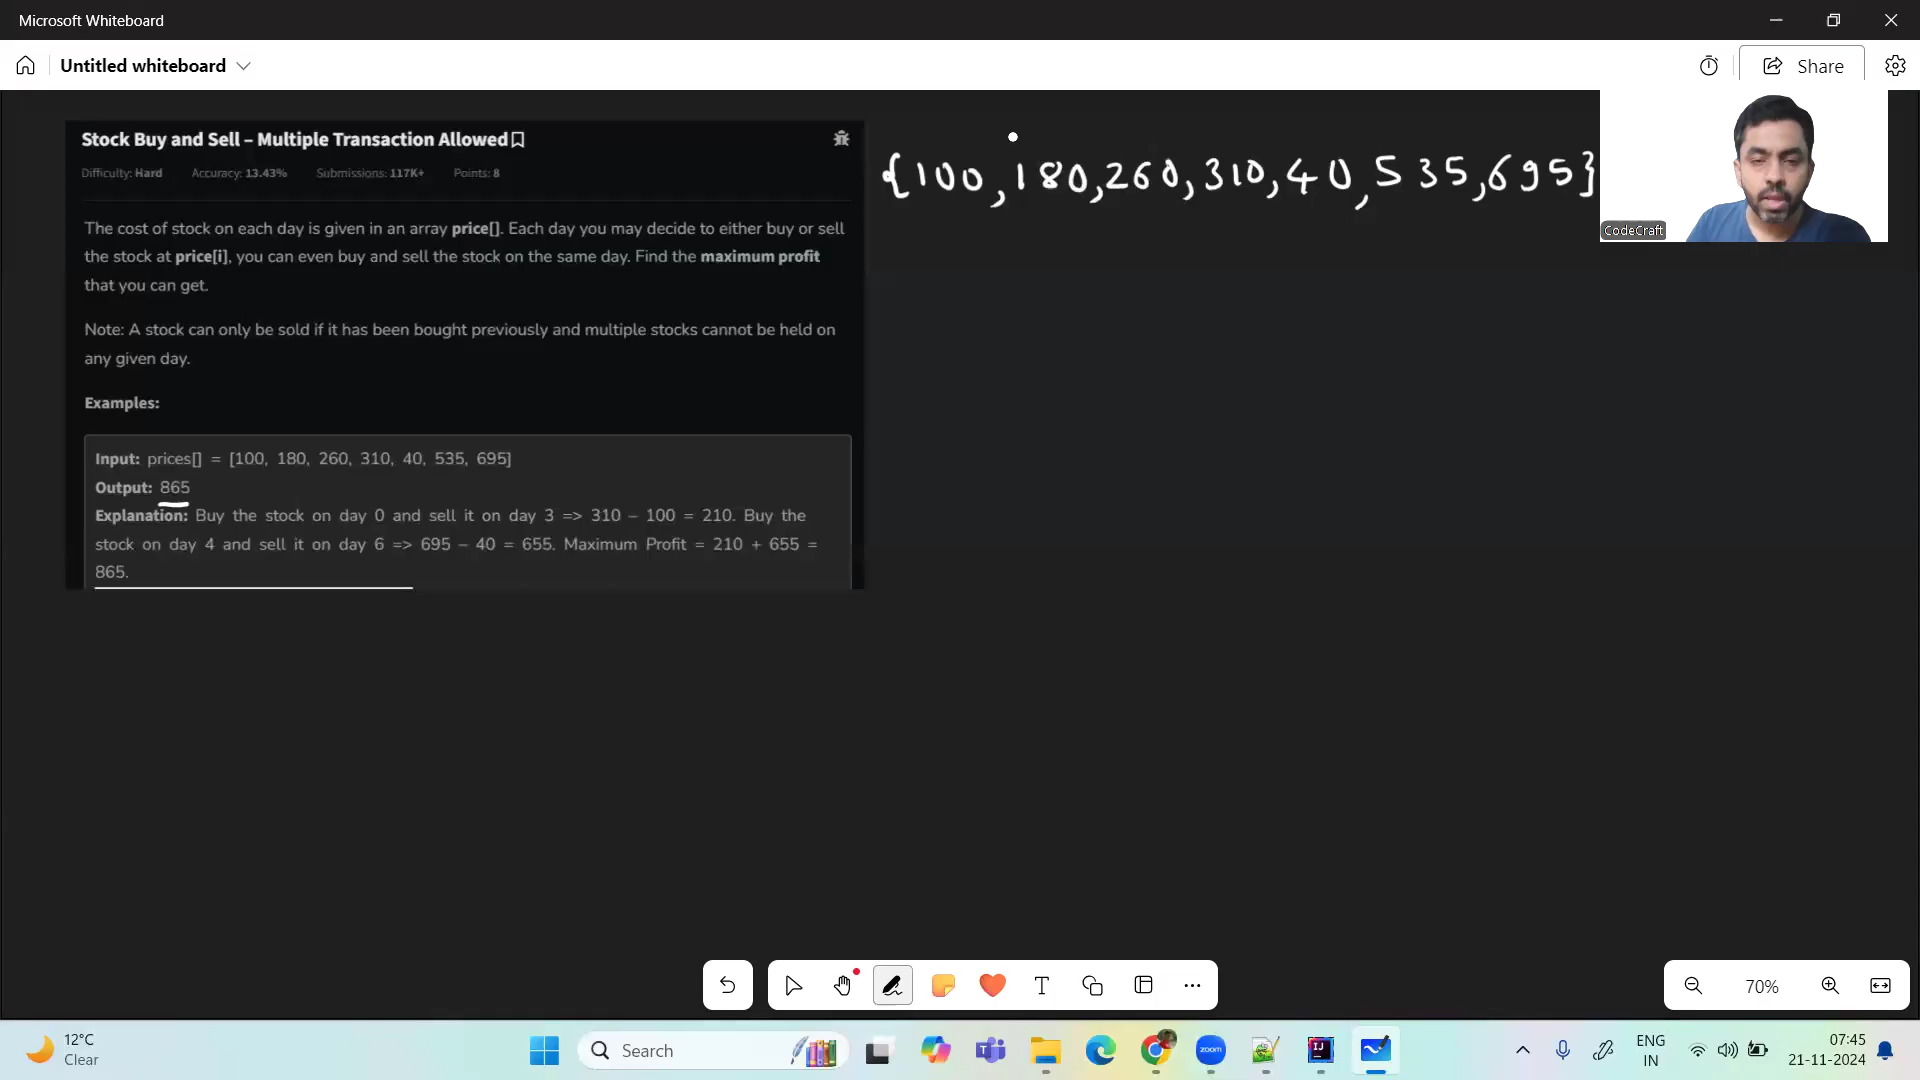 Microsoft Whiteboard
Untitled whiteboard
Share
Stock Buy and Sell – Multiple Transaction Allowed
Difficulty: Hard Accuracy: 13.43% Submissions: 117K+ Points: 8
The cost of stock on each day is given in an array price[]. Each day you may decide to either buy or sell
the stock at price[i], you can even buy and sell the stock on the same day. Find the maximum profit
that you can get.
Note: A stock can only be sold if it has been bought previously and multiple stocks cannot be held on
any given day.
Examples:
Input: prices[] = [100, 180, 260, 310, 40, 535, 695]
Output: 865
Explanation: Buy the stock on day 0 and sell it on day 3 => 310 – 100 = 210. Buy the
stock on day 4 and sell it on day 6 => 695 – 40 = 655. Maximum Profit = 210 + 655 =
865.
{100,180,260,310,40,535,695}
CodeCraft
70%
12°C
Clear
Search
zoom
IJ
ENG
IN
07:45
21-11-2024